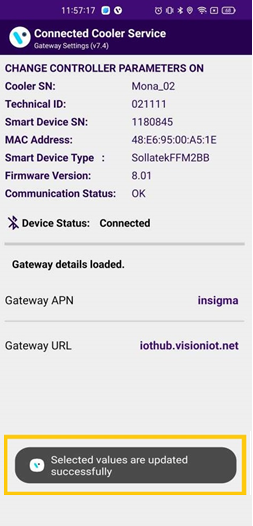 11:57:17
Connected Cooler Service
Gateway Settings (v7.4)
CHANGE CONTROLLER PARAMETERS ON
Cooler SN: Mona_02
Technical ID: 021111
Smart Device SN: 1180845
MAC Address: 48:E6:95:00:A5:1E
Smart Device Type : SollatekFFM2BB
Firmware Version: 8.01
Communication Status: OK
Device Status: Connected
Gateway details loaded.
Gateway APN insigma
Gateway URL iothub.visioniot.net
Selected values are updated
successfully